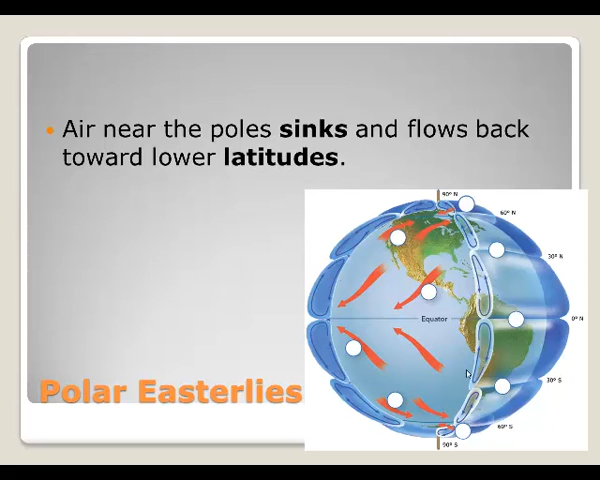 Air near the poles sinks and flows back
toward lower latitudes.
90° N
60° N
30° N
Equator
0° N
30° S
60° S
90° S
Polar Easterlies